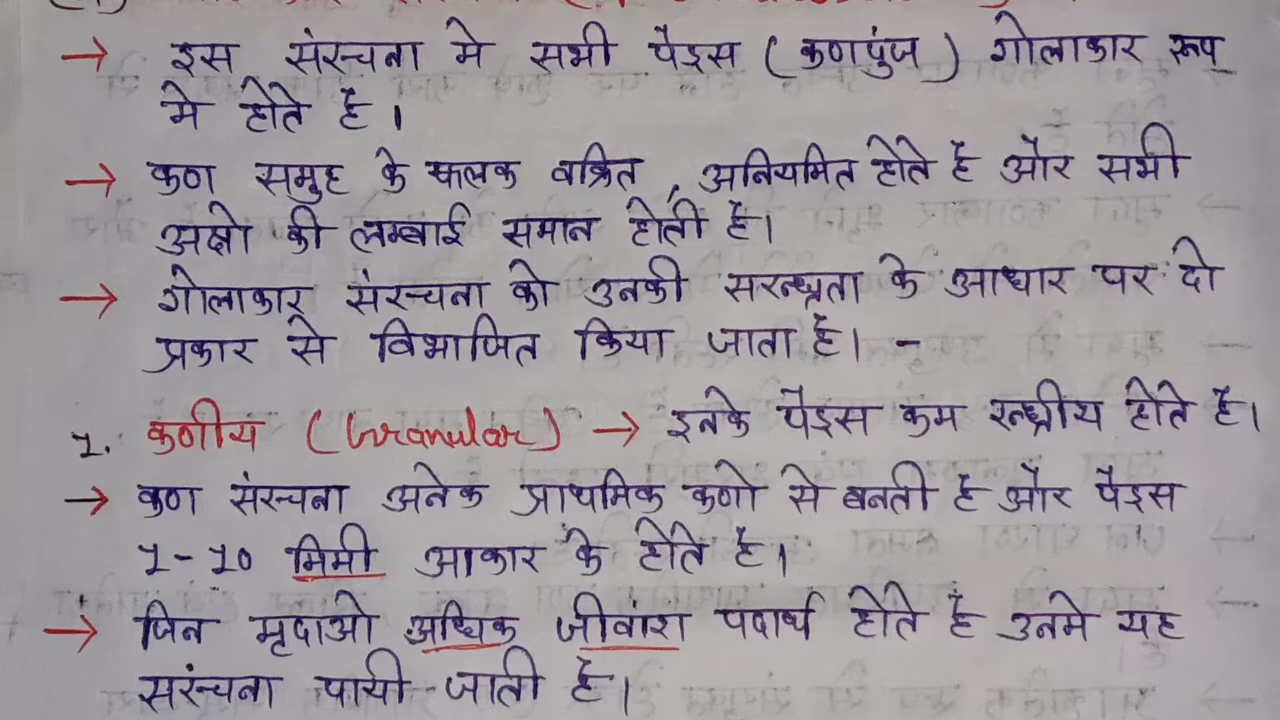 → इस संरचना मे सभी पैड्स (कणपुंज) गोलाकार रूप
मे होते है।
→ कण समुह के फलक वक्रित, अनियमित होते है और सभी
अक्षो की लम्बाई समान होती है।
→ गोलाकार संरचना को उनकी सरन्ध्रता के आधार पर दो
प्रकार से विभाजित किया जाता है। -
1. कणीय (Granular) → इनके पैड्स कम रन्ध्रीय होते है।
→ कण संरचना अनेक प्राथमिक कणो से बनती है और पैड्स
1-10 मिमी आकार के होते है।
→ जिन मृदाओ अधिक जीवांश पदार्थ होते है उनमे यह
सरंचना पायी जाती है।